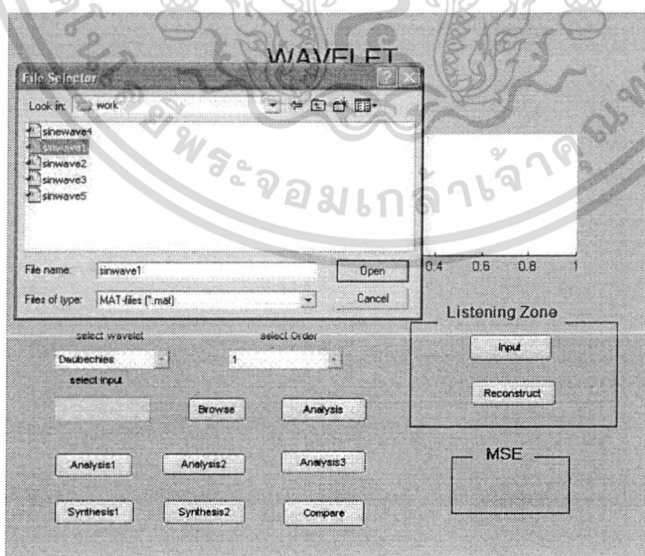 WAVELET
File Selector
Look in: work
sinewave4
sinwave1
sinwave2
sinwave3
sinwave5
File name: sinwave1 Open
Files of type: MAT-files (*.mat) Cancel
0.4 0.6 0.8 1
select wavelet select Order
Daubechies 1
select input
Browse Analysis
Analysis1 Analysis2 Analysis3
Synthesis1 Synthesis2 Compare
Listening Zone
Input
Reconstruct
MSE